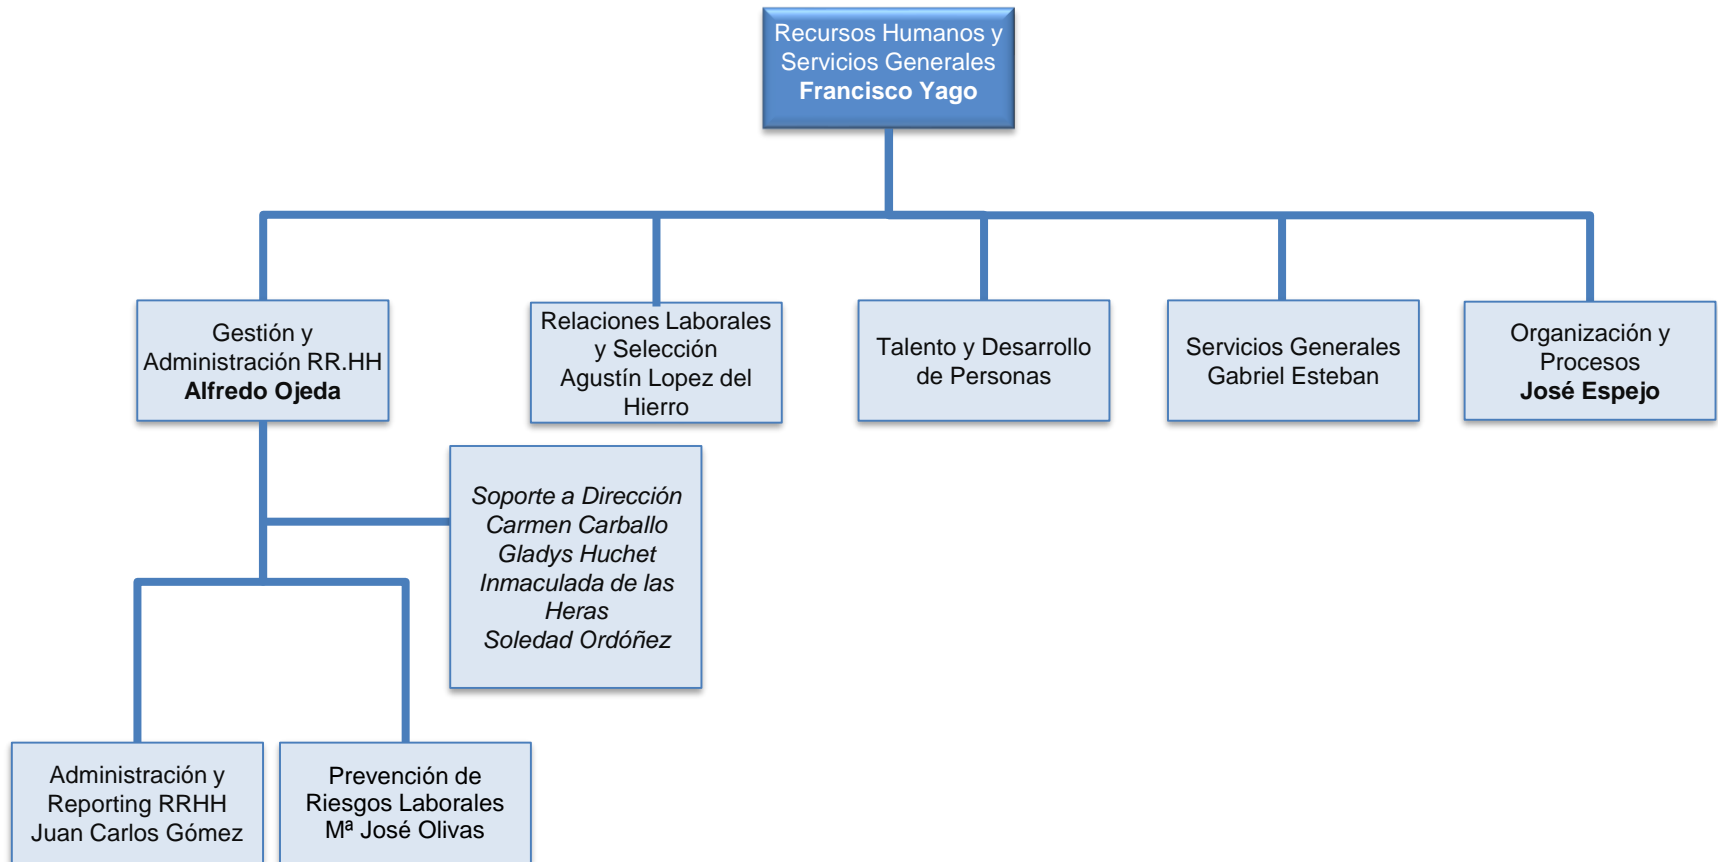 Recursos Humanos y
Servicios Generales
Francisco Yago
Gestión y
Administración RR.HH
Alfredo Ojeda
Relaciones Laborales
y Selección
Agustín Lopez del
Hierro
Talento y Desarrollo
de Personas
Servicios Generales
Gabriel Esteban
Organización y
Procesos
José Espejo
Soporte a Dirección
Carmen Carballo
Gladys Huchet
Inmaculada de las
Heras
Soledad Ordóñez
Administración y
Reporting RRHH
Juan Carlos Gómez
Prevención de
Riesgos Laborales
Mª José Olivas